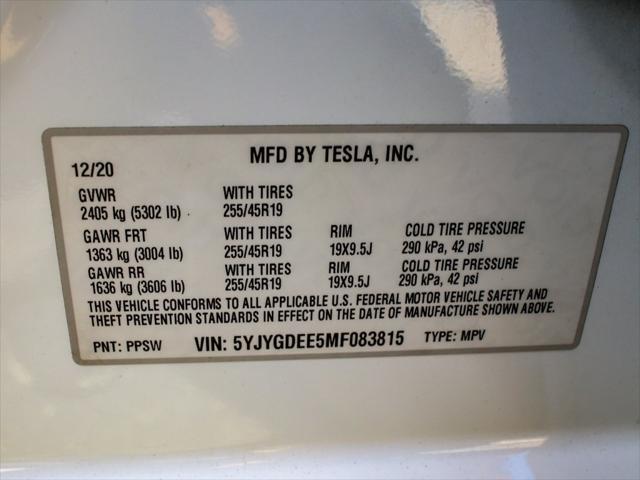 MFD BY TESLA, INC.
12/20
GVWR WITH TIRES
2405 kg (5302 lb) 255/45R19
GAWR FRT WITH TIRES RIM COLD TIRE PRESSURE
1363 kg (3004 lb) 255/45R19 19X9.5J 290 kPa, 42 psi
GAWR RR WITH TIRES RIM COLD TIRE PRESSURE
1636 kg (3606 lb) 255/45R19 19X9.5J 290 kPa, 42 psi
THIS VEHICLE CONFORMS TO ALL APPLICABLE U.S. FEDERAL MOTOR VEHICLE SAFETY AND
THEFT PREVENTION STANDARDS IN EFFECT ON THE DATE OF MANUFACTURE SHOWN ABOVE.
PNT: PPSW VIN: 5YJYGDEE5MF083815 TYPE: MPV